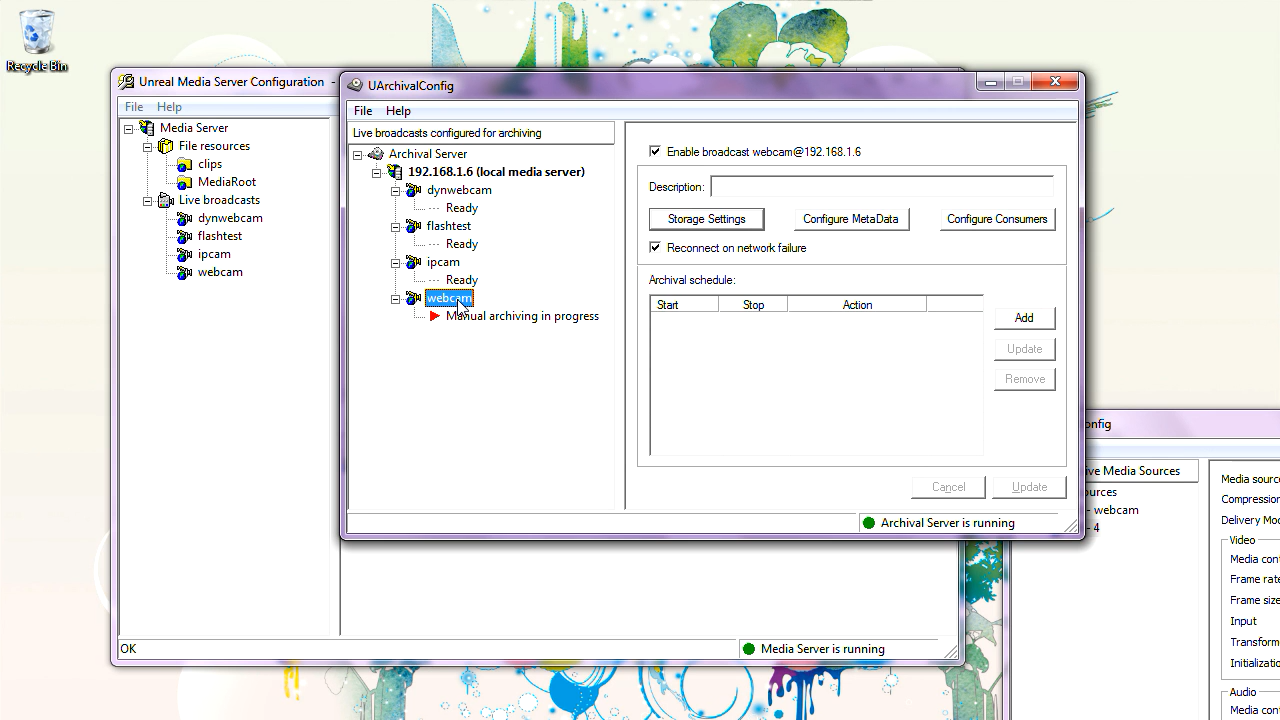 Recycle Bin
Unreal Media Server Configuration -
File Help
Media Server
File resources
clips
MediaRoot
Live broadcasts
dynwebcam
flashtest
ipcam
webcam
OK
Media Server is running
UArchivalConfig
File Help
Live broadcasts configured for archiving
Archival Server
192.168.1.6 (local media server)
dynwebcam
Ready
flashtest
Ready
ipcam
Ready
webcam
Manual archiving in progress
Enable broadcast webcam@192.168.1.6
Description:
Storage Settings Configure MetaData Configure Consumers
Reconnect on network failure
Archival schedule:
Start Stop Action
Add
Update
Remove
Cancel Update
Archival Server is running
onfig
ive Media Sources
ources
- webcam
- 4
Media source
Compression
Delivery Mo
Video
Media cont
Frame rate
Frame size
Input
Transform
Initializatio
Audio
Media con